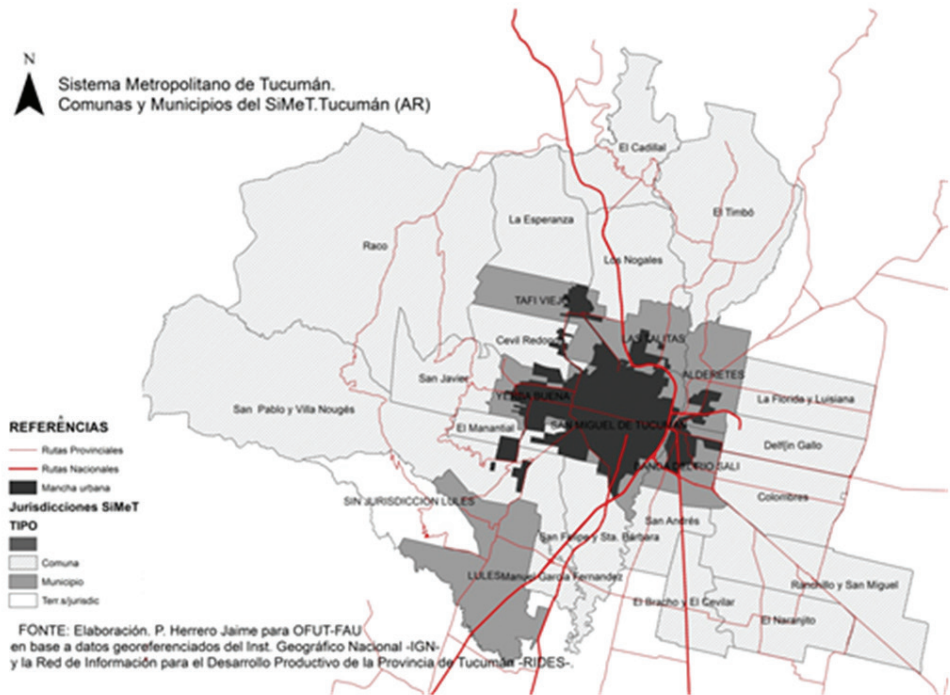 N
Sistema Metropolitano de Tucumán.
Comunas y Municipios del SiMeT.Tucumán (AR)
El Cadillal
El Timbó
La Esperanza
Raco
Los Nogales
TAFI VIEJ
Cevil Redondo
LAS TALITAS
ALDERETES
San Javier
YERBA BUENA
La Florida y Luisiana
San Pablo y Villa Nougés
El Manantial
SAN MIGUEL DE TUCUMAN
Delfín Gallo
BANDA DEL RIO SALI
Colombres
SIN JURISDICCION LULES
San Andrés
San Felipe y Sta. Bárbara
LULES
Manuel García Fernandez
Ranchillo y San Miguel
El Bracho y El Cevilar
El Naranjito
REFERÊNCIAS
Rutas Provinciales
Rutas Nacionales
Mancha urbana
Jurisdicciones SiMeT
TIPO
Comuna
Municipio
Terr.s/jurisdic
FONTE: Elaboración. P. Herrero Jaime para OFUT-FAU
en base a datos georeferenciados del Inst. Geográfico Nacional -IGN-
y la Red de Información para el Desarrollo Productivo de la Provincia de Tucumán -RIDES-.